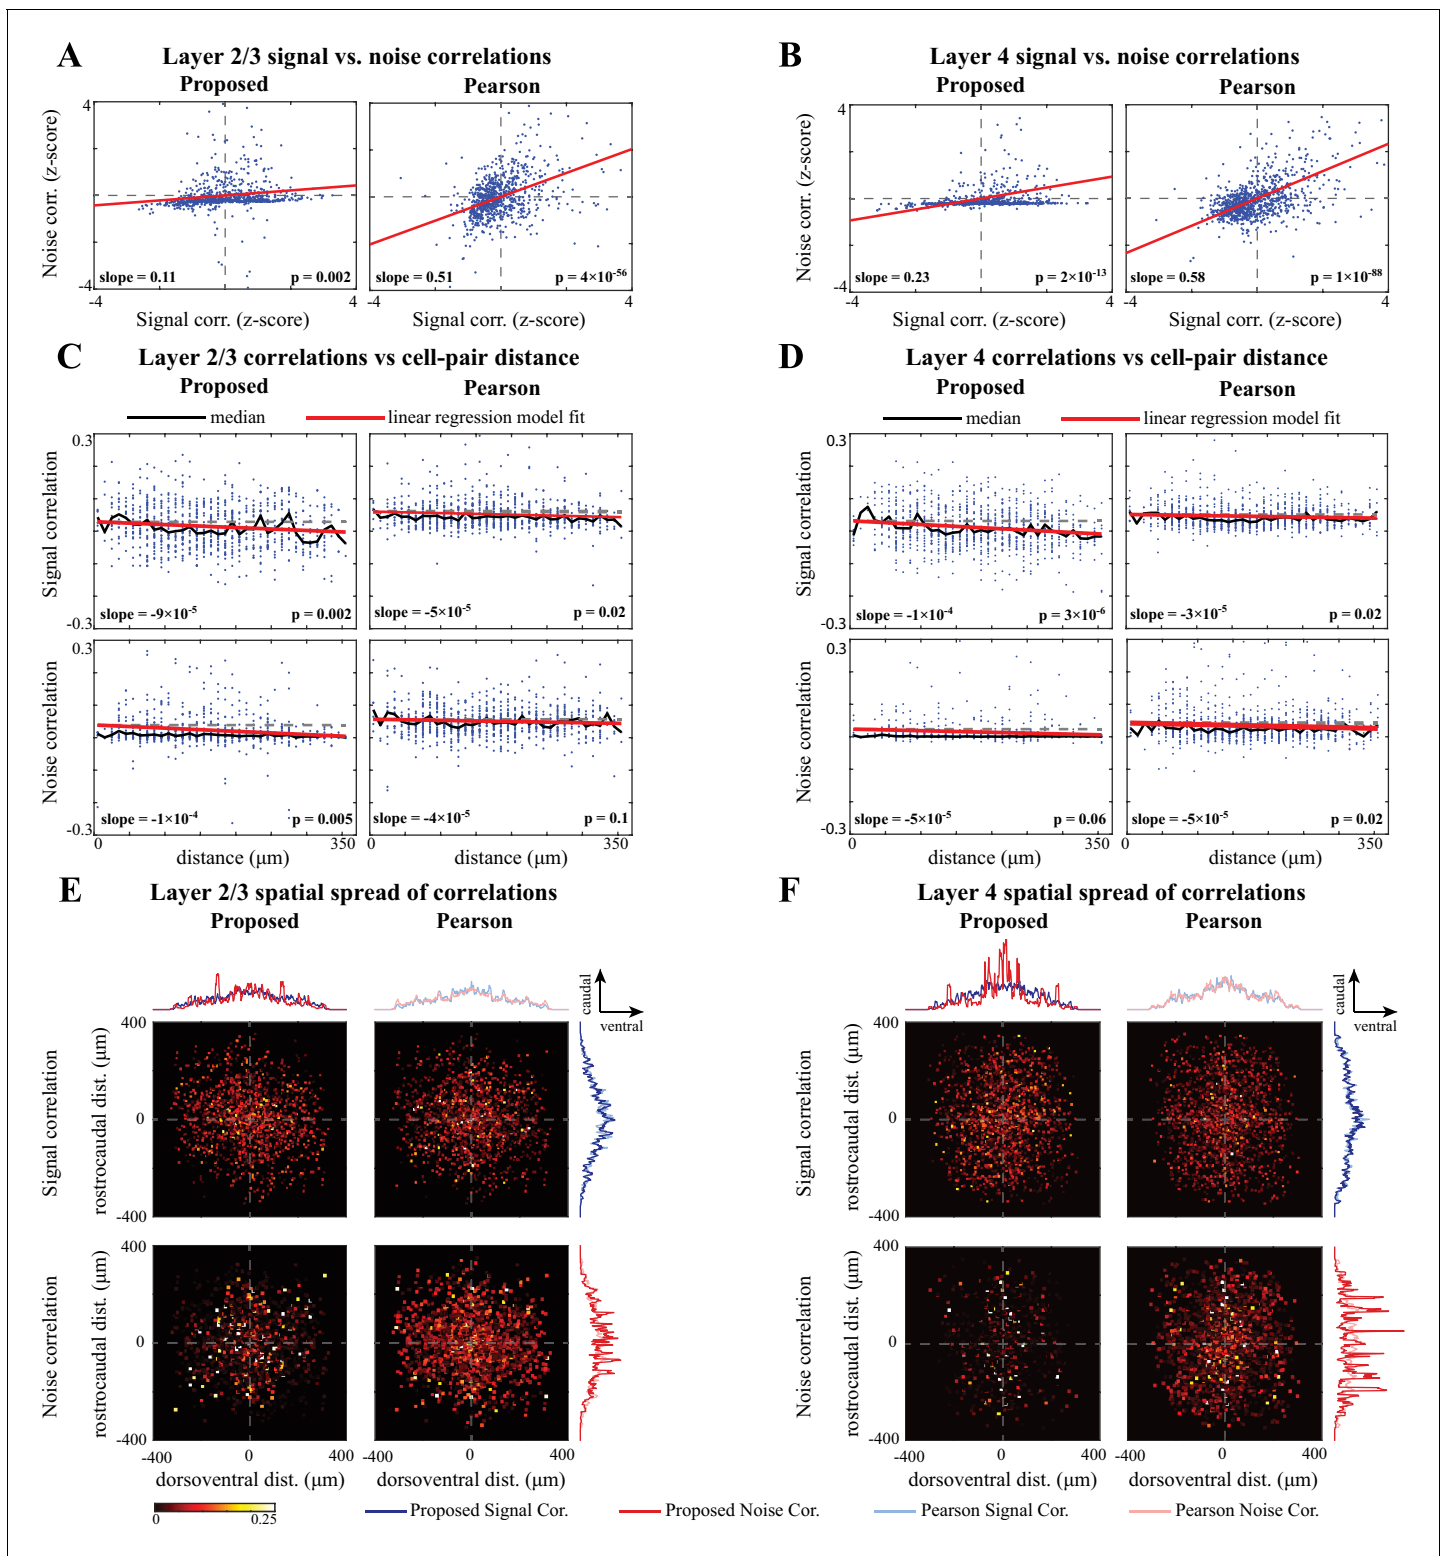 A
Layer 2/3 signal vs. noise correlations
Proposed
Pearson
4
Noise corr. (z-score)
-4
slope = 0.11
p = 0.002
slope = 0.51
p = 4×10-56
-4
4
-4
4
Signal corr. (z-score)
Signal corr. (z-score)
B
Layer 4 signal vs. noise correlations
Proposed
Pearson
4
Noise corr. (z-score)
-4
slope = 0.23
p = 2×10-13
slope = 0.58
p = 1×10-88
-4
4
-4
4
Signal corr. (z-score)
Signal corr. (z-score)
C
Layer 2/3 correlations vs cell-pair distance
Proposed
Pearson
median
linear regression model fit
0.3
Signal correlation
-0.3
slope = -9×10-5
p = 0.002
slope = -5×10-5
p = 0.02
0.3
Noise correlation
-0.3
slope = -1×10-4
p = 0.005
slope = -4×10-5
p = 0.1
0
350
0
350
distance (μm)
distance (μm)
D
Layer 4 correlations vs cell-pair distance
Proposed
Pearson
median
linear regression model fit
0.3
Signal correlation
-0.3
slope = -1×10-4
p = 3×10-6
slope = -3×10-5
p = 0.02
0.3
Noise correlation
-0.3
slope = -5×10-5
p = 0.06
slope = -5×10-5
p = 0.02
0
350
0
350
distance (μm)
distance (μm)
E
Layer 2/3 spatial spread of correlations
Proposed
Pearson
caudal
ventral
Signal correlation
rostrocaudal dist. (μm)
400
0
-400
Noise correlation
rostrocaudal dist. (μm)
400
0
-400
-400
0
400
-400
0
400
dorsoventral dist. (μm)
dorsoventral dist. (μm)
F
Layer 4 spatial spread of correlations
Proposed
Pearson
caudal
ventral
Signal correlation
rostrocaudal dist. (μm)
400
0
-400
Noise correlation
rostrocaudal dist. (μm)
400
0
-400
-400
0
400
-400
0
400
dorsoventral dist. (μm)
dorsoventral dist. (μm)
0
0.25
Proposed Signal Cor.
Proposed Noise Cor.
Pearson Signal Cor.
Pearson Noise Cor.